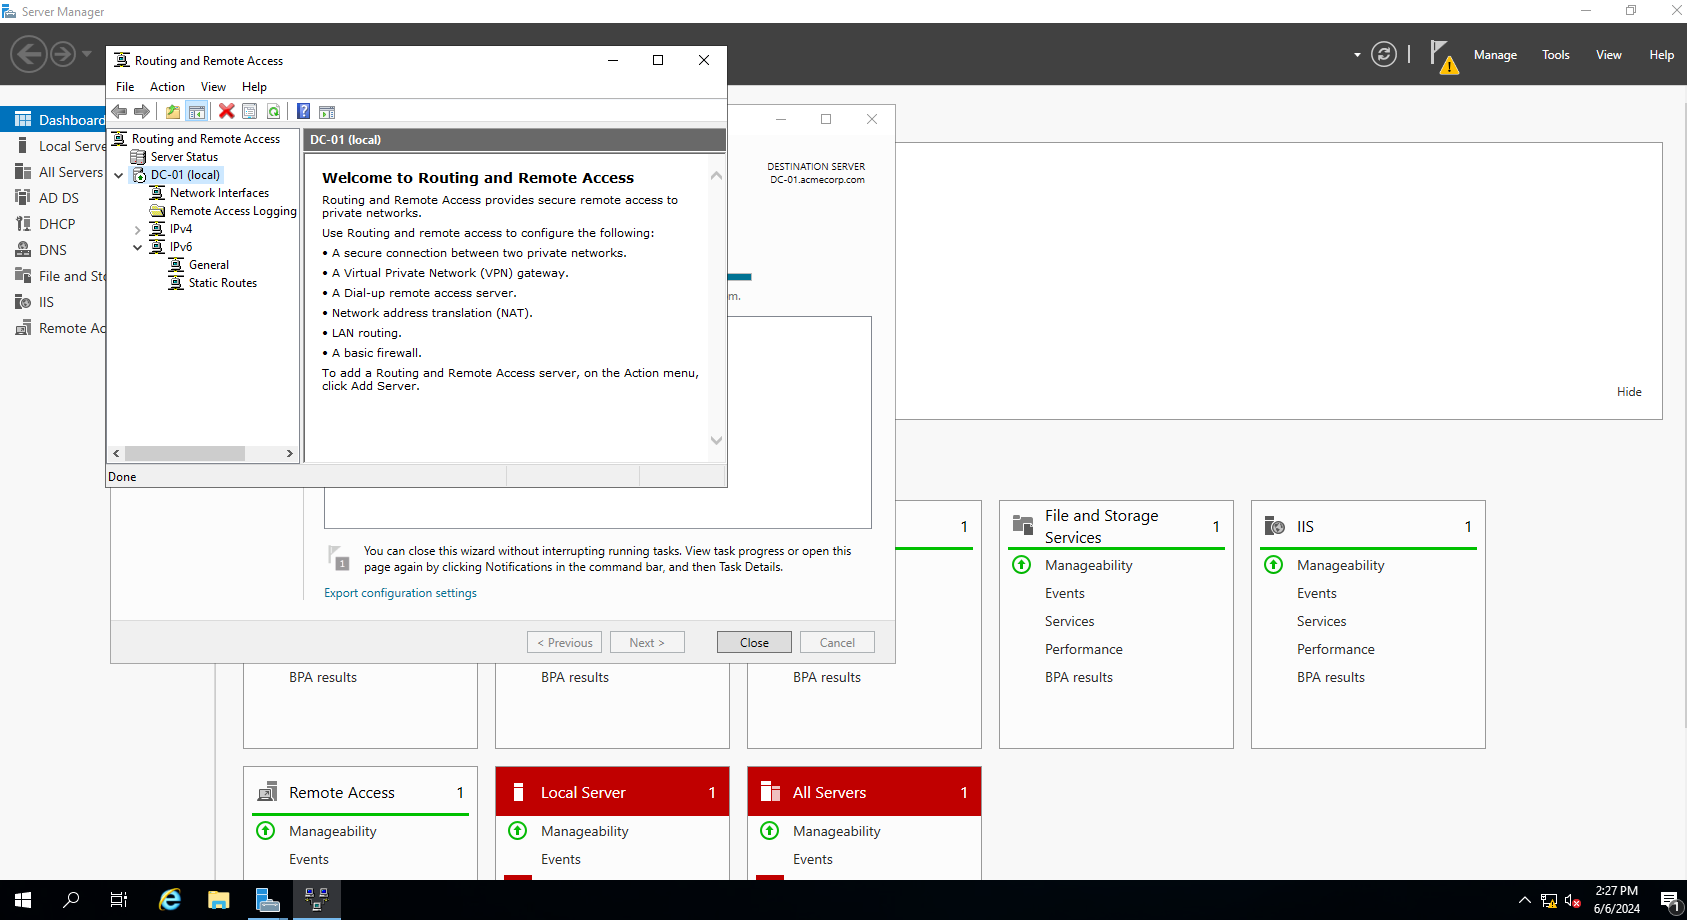 Server Manager
Manage
Tools
View
Help
Routing and Remote Access
File
Action
View
Help
Dashboard
Local Serve
All Servers
AD DS
DHCP
DNS
File and Sto
IIS
Remote Ac
Routing and Remote Access
Server Status
DC-01 (local)
Network Interfaces
Remote Access Logging
IPv4
IPv6
General
Static Routes
DC-01 (local)
Welcome to Routing and Remote Access
Routing and Remote Access provides secure remote access to
private networks.
Use Routing and remote access to configure the following:
• A secure connection between two private networks.
• A Virtual Private Network (VPN) gateway.
• A Dial-up remote access server.
• Network address translation (NAT).
• LAN routing.
• A basic firewall.
To add a Routing and Remote Access server, on the Action menu,
click Add Server.
Done
DESTINATION SERVER
DC-01.acmecorp.com
m.
Hide
1
You can close this wizard without interrupting running tasks. View task progress or open this
page again by clicking Notifications in the command bar, and then Task Details.
Export configuration settings
< Previous
Next >
Close
Cancel
BPA results
BPA results
1
BPA results
File and Storage
Services
1
Manageability
Events
Services
Performance
BPA results
IIS
1
Manageability
Events
Services
Performance
BPA results
Remote Access
1
Manageability
Events
Local Server
1
Manageability
Events
All Servers
1
Manageability
Events
2:27 PM
6/6/2024
1